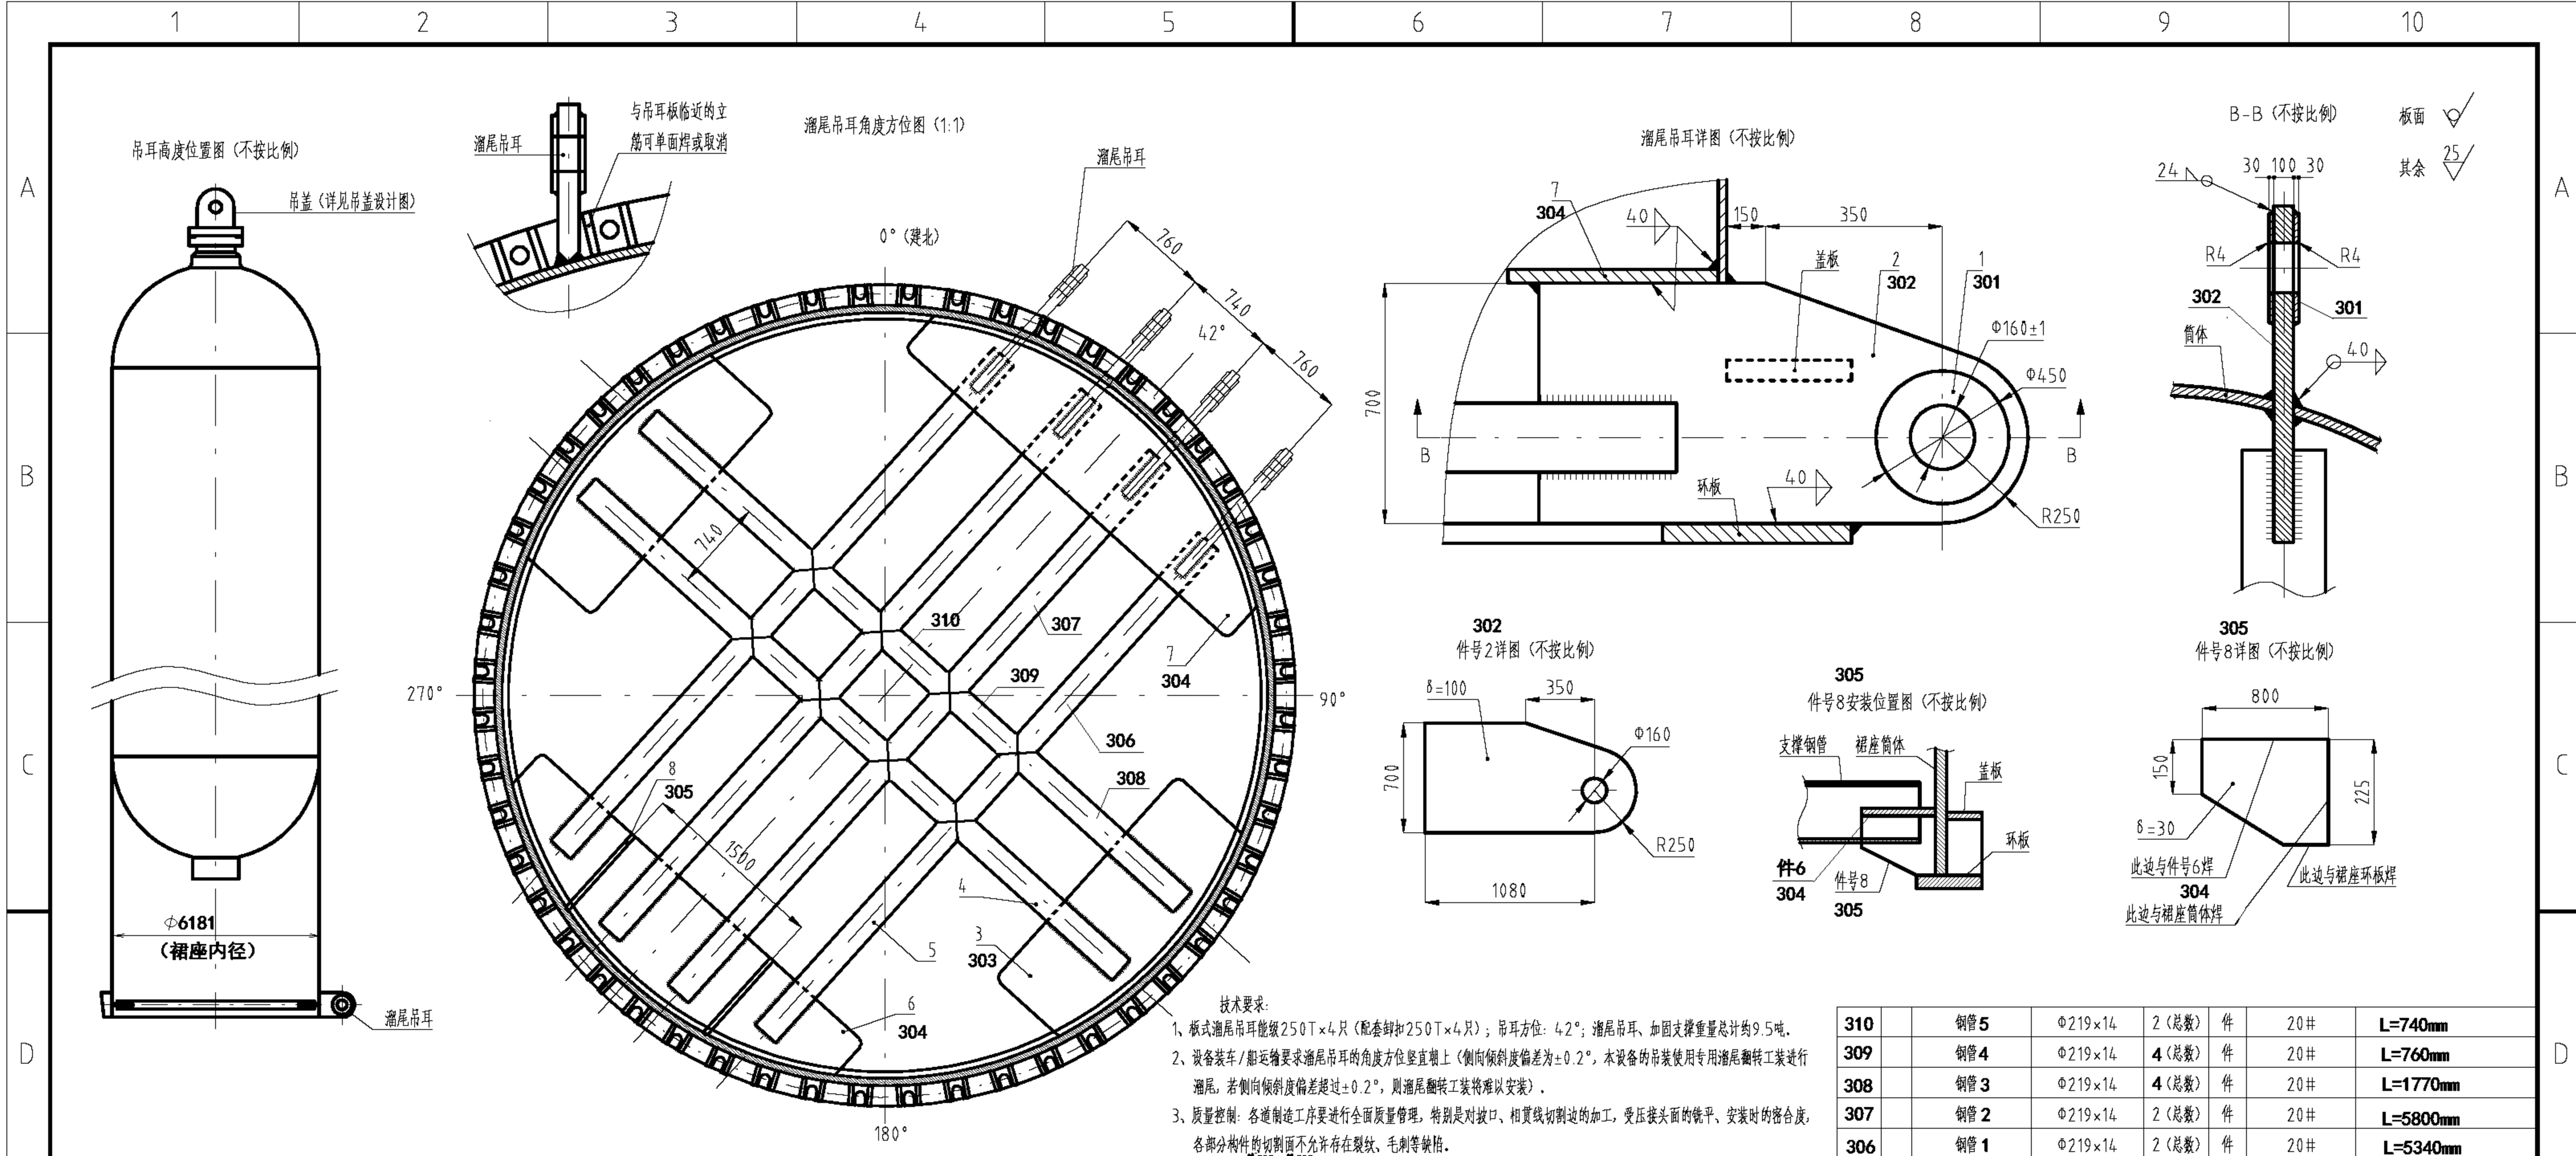 1 2 3 4 5 6 7 8 9 10
A
B
C
D
A
B
C
D
吊耳高度位置图(不按比例)
吊盖(详见吊盖设计图)
Φ6181
(裙座内径)
溜尾吊耳
溜尾吊耳
与吊耳板临近的立
筋可单面焊或取消
溜尾吊耳角度方位图(1:1)
溜尾吊耳
0°(建北)
760
740
42°
760
740
310
307
7
304
309
270°
90°
306
8
305
308
1500
4
5
3
303
6
304
180°
溜尾吊耳详图(不按比例)
7
304
40
150
350
盖板
2
302
1
301
Φ160±1
Φ450
700
B
B
环板
40
R250
B-B(不按比例)
板面
其余 25
24
30 100 30
R4
R4
302
301
筒体
40
302
件号2详图(不按比例)
δ=100
350
Φ160
700
R250
1080
305
件号8安装位置图(不按比例)
支撑钢管
裙座筒体
盖板
环板
件6
304
件号8
305
305
件号8详图(不按比例)
800
150
225
δ=30
此边与件号6焊
304
此边与裙座环板焊
此边与裙座筒体焊
技术要求:
1、板式溜尾吊耳能级250T×4只(配套卸扣250T×4只);吊耳方位:42°;溜尾吊耳、加固支撑重量总计约9.5吨。
2、设备装车/船运输要求溜尾吊耳的角度方位竖直朝上(侧向倾斜度偏差为±0.2°,本设备的吊装使用专用溜尾翻转工装进行
溜尾,若侧向倾斜度偏差超过±0.2°,则溜尾翻转工装将难以安装)。
3、质量控制:各道制造工序要进行全面质量管理,特别是对坡口、相贯线切割边的加工,受压接头面的铣平、安装时的密合度,
各部分构件的切割面不允许存在裂纹、毛刺等缺陷。
310 钢管5 Φ219×14 2(总数) 件 20# L=740mm
309 钢管4 Φ219×14 4(总数) 件 20# L=760mm
308 钢管3 Φ219×14 4(总数) 件 20# L=1770mm
307 钢管2 Φ219×14 2(总数) 件 20# L=5800mm
306 钢管1 Φ219×14 2(总数) 件 20# L=5340mm